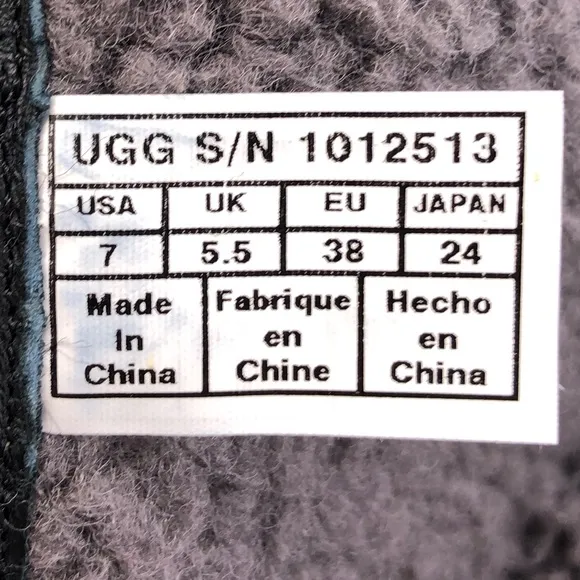 UGG S/N 1012513
USA UK EU JAPAN
7 5.5 38 24
Made Fabrique Hecho
In en en
China Chine China